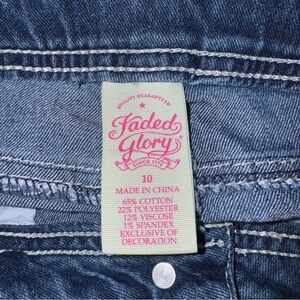 QUALITY GUARANTEED
Faded
Glory
SINCE 1972
10
MADE IN CHINA
65% COTTON
22% POLYESTER
12% VISCOSE
1% SPANDEX
EXCLUSIVE OF
DECORATION